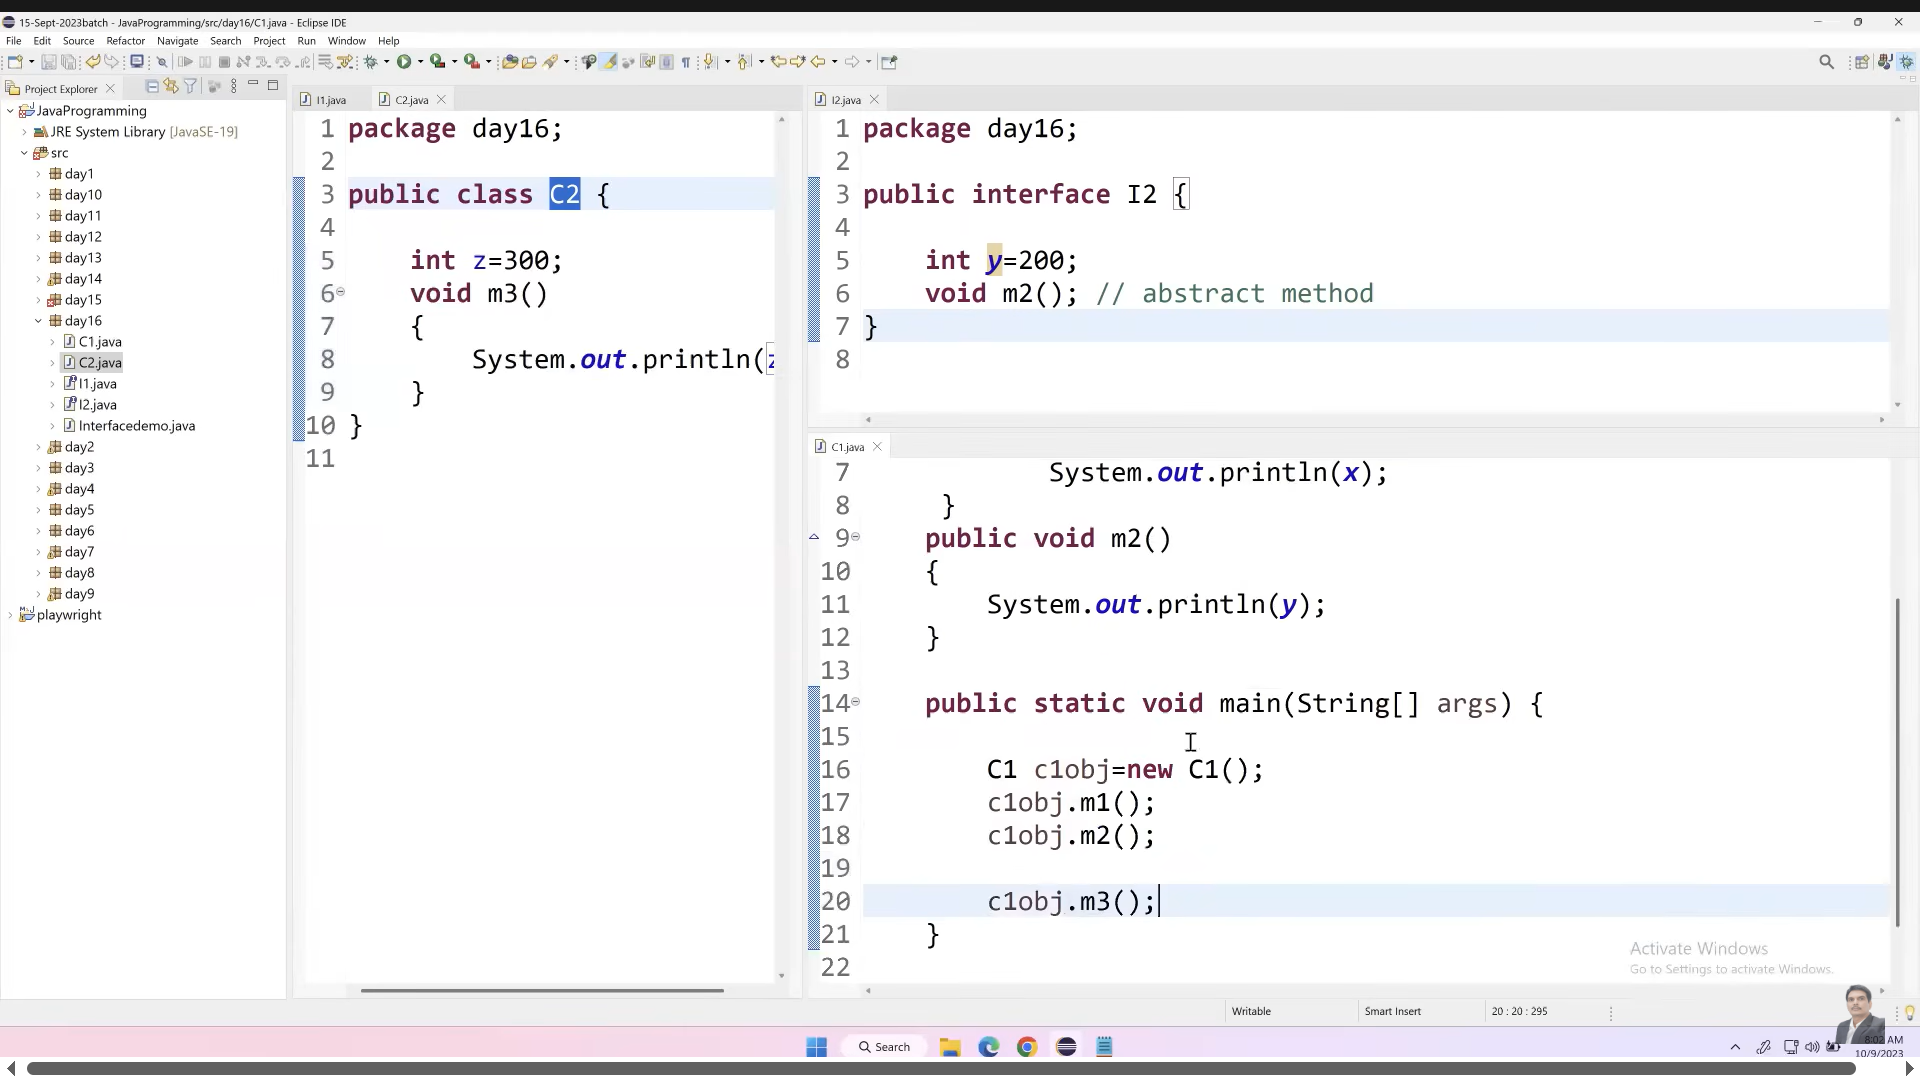 15-Sept-2023batch - JavaProgramming/src/day16/C1.java - Eclipse IDE
File Edit Source Refactor Navigate Search Project Run Window Help
Project Explorer
JavaProgramming
JRE System Library [JavaSE-19]
src
day1
day10
day11
day12
day13
day14
day15
day16
C1.java
C2.java
I1.java
I2.java
Interfacedemo.java
day2
day3
day4
day5
day6
day7
day8
day9
playwright
I1.java C2.java
1 package day16;
2
3 public class C2 {
4
5 int z=300;
6 void m3()
7 {
8 System.out.println(z
9 }
10 }
11
I2.java
1 package day16;
2
3 public interface I2 {
4
5 int y=200;
6 void m2(); // abstract method
7 }
8
C1.java
7 System.out.println(x);
8 }
9 public void m2()
10 {
11 System.out.println(y);
12 }
13
14 public static void main(String[] args) {
15
16 C1 c1obj=new C1();
17 c1obj.m1();
18 c1obj.m2();
19
20 c1obj.m3();
21 }
22
Activate Windows
Go to Settings to activate Windows.
Writable Smart Insert 20 : 20 : 295
Search
8:02 AM
10/9/2023